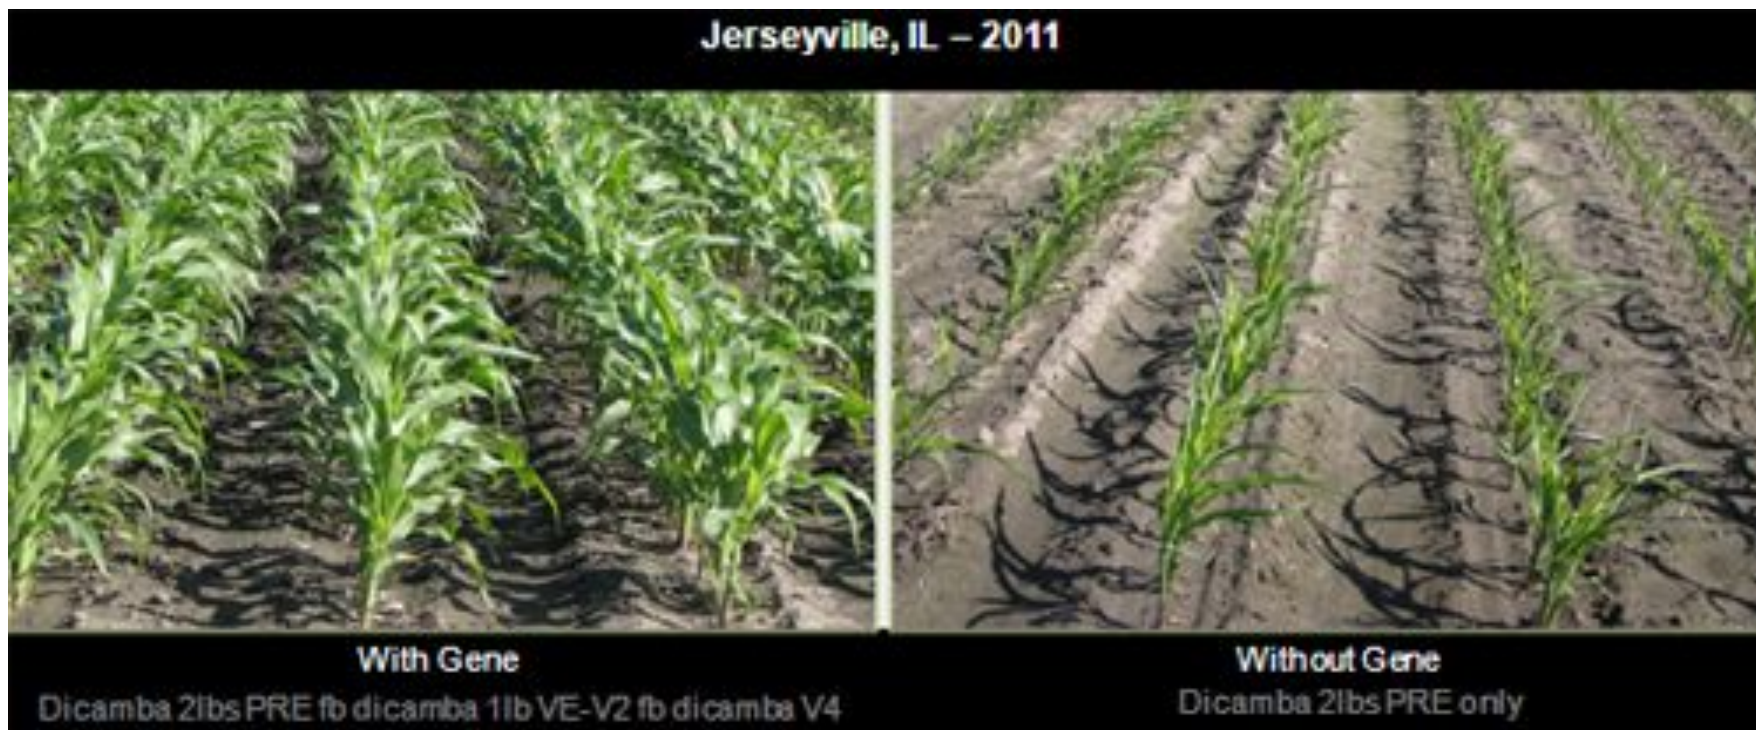 Jerseyville, IL – 2011
With Gene
Without Gene
Dicamba 2lbs PRE fb dicamba 1lb VE-V2 fb dicamba V4
Dicamba 2lbs PRE only